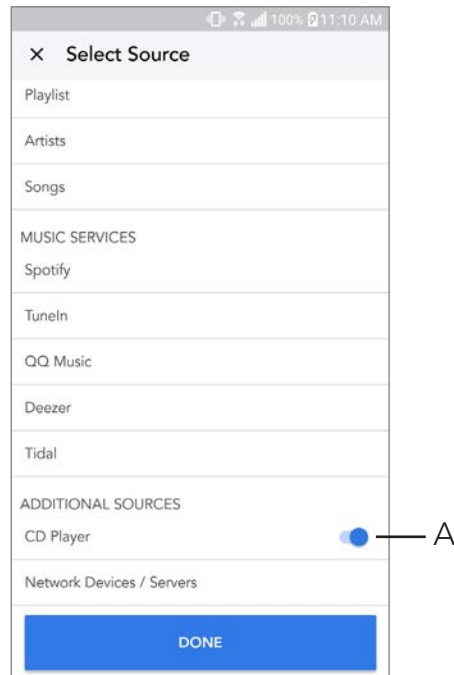 100% 11:10 AM
× Select Source
Playlist
Artists
Songs
MUSIC SERVICES
Spotify
TuneIn
QQ Music
Deezer
Tidal
ADDITIONAL SOURCES
CD Player A
Network Devices / Servers
DONE